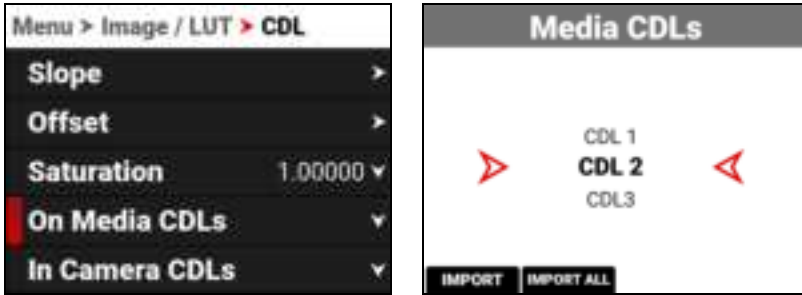 Menu > Image / LUT > CDL
Slope
Offset
Saturation 1.00000
On Media CDLs
In Camera CDLs
Media CDLs
CDL 1
CDL 2
CDL3
IMPORT IMPORT ALL